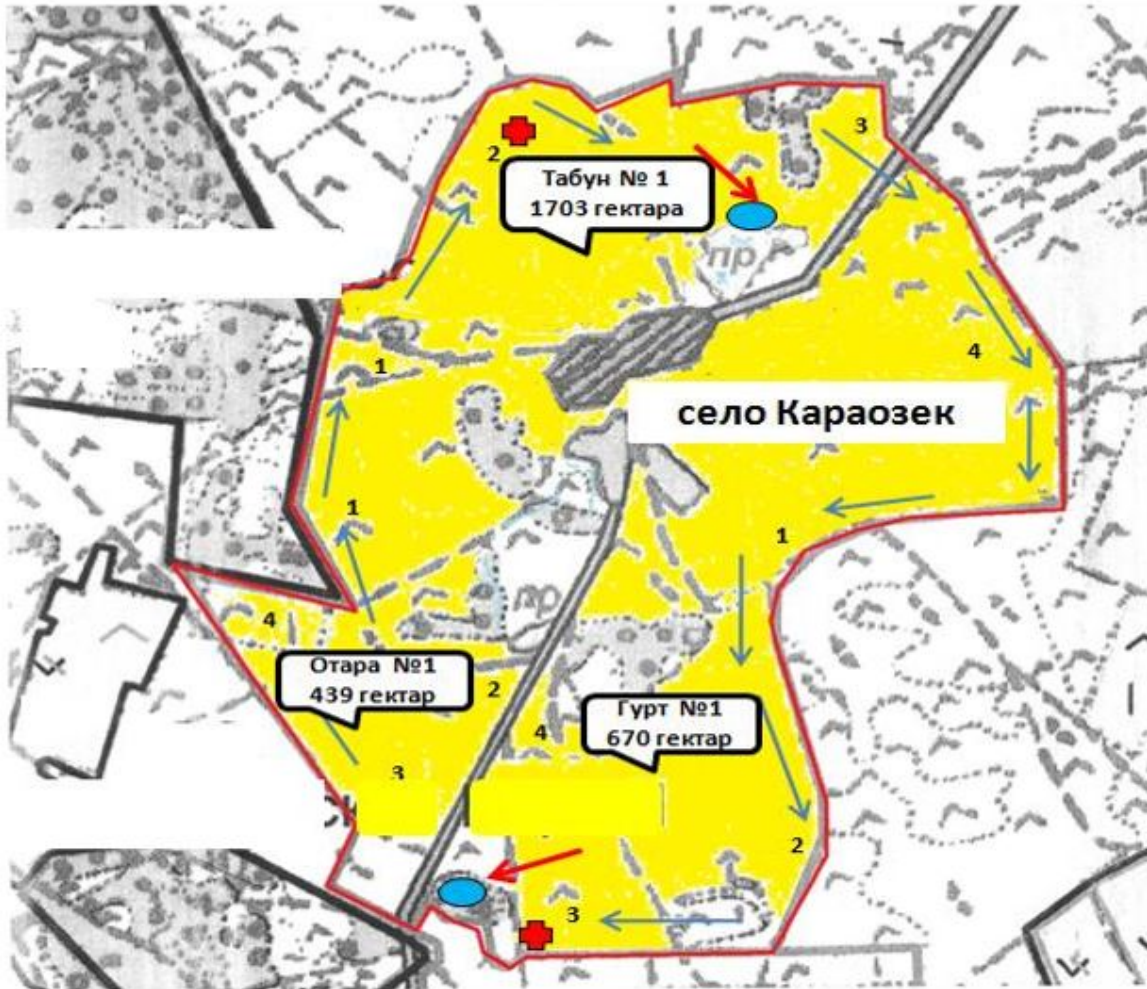 3
2
Табун № 1
1703 гектара
пр
4
1
село Караозек
1
1
4
пр
Отара №1
439 гектар
2
Гурт №1
670 гектар
4
3
2
3